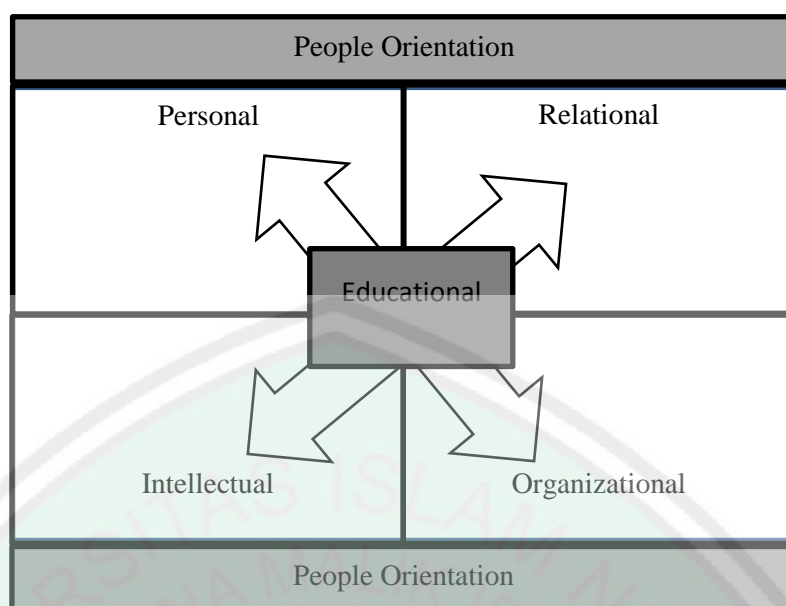 People Orientation
Personal
Relational
Educational
Intellectual
Organizational
People Orientation